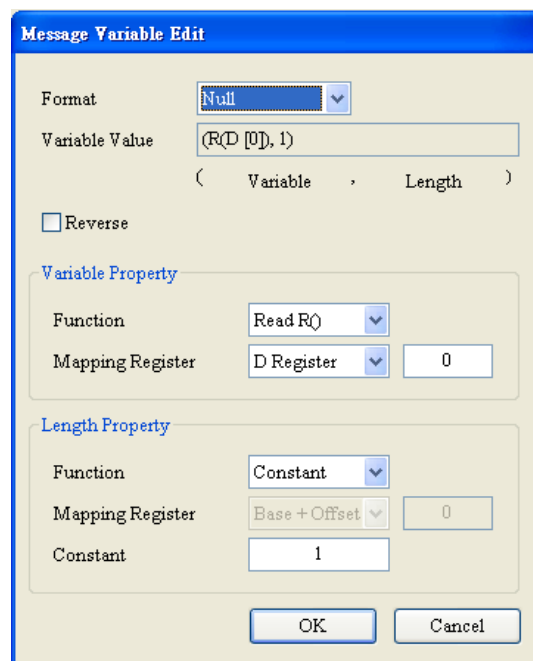 Message Variable Edit
Format Null
Variable Value (R(D [0]), 1)
( Variable , Length )
Reverse
Variable Property
Function Read R()
Mapping Register D Register 0
Length Property
Function Constant
Mapping Register Base + Offset 0
Constant 1
OK Cancel